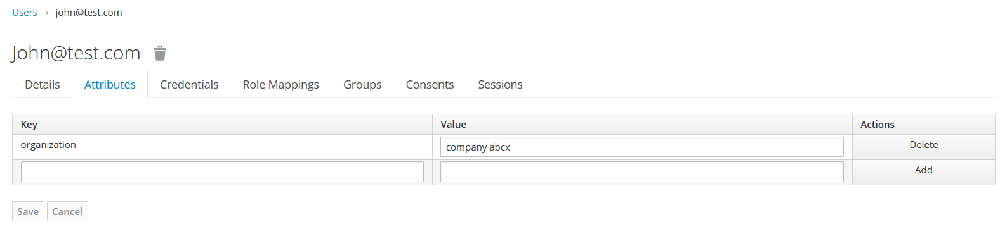 Users > john@test.com
John@test.com
Details Attributes Credentials Role Mappings Groups Consents Sessions
Key Value Actions
organization company abcx Delete
Add
Save Cancel